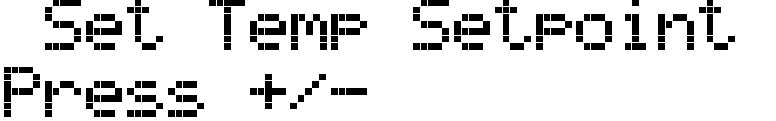 Set Temp Setpoint
Press +/-